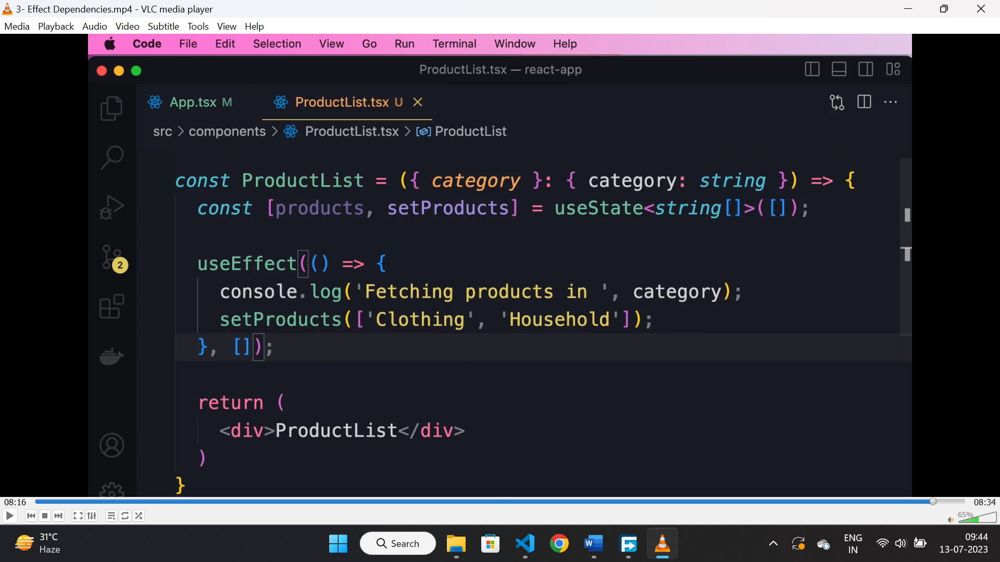 3- Effect Dependencies.mp4 - VLC media player
Media Playback Audio Video Subtitle Tools View Help
Code File Edit Selection View Go Run Terminal Window Help
ProductList.tsx — react-app
App.tsx M ProductList.tsx U
src > components > ProductList.tsx > ProductList
const ProductList = ({ category }: { category: string }) => {
const [products, setProducts] = useState<string[]>([]);
useEffect(() => {
console.log('Fetching products in ', category);
setProducts(['Clothing', 'Household']);
}, []);
2
return (
<div>ProductList</div>
)
}
08:16 08:34
65%
31°C
Haze
Search
ENG
IN
09:44
13-07-2023